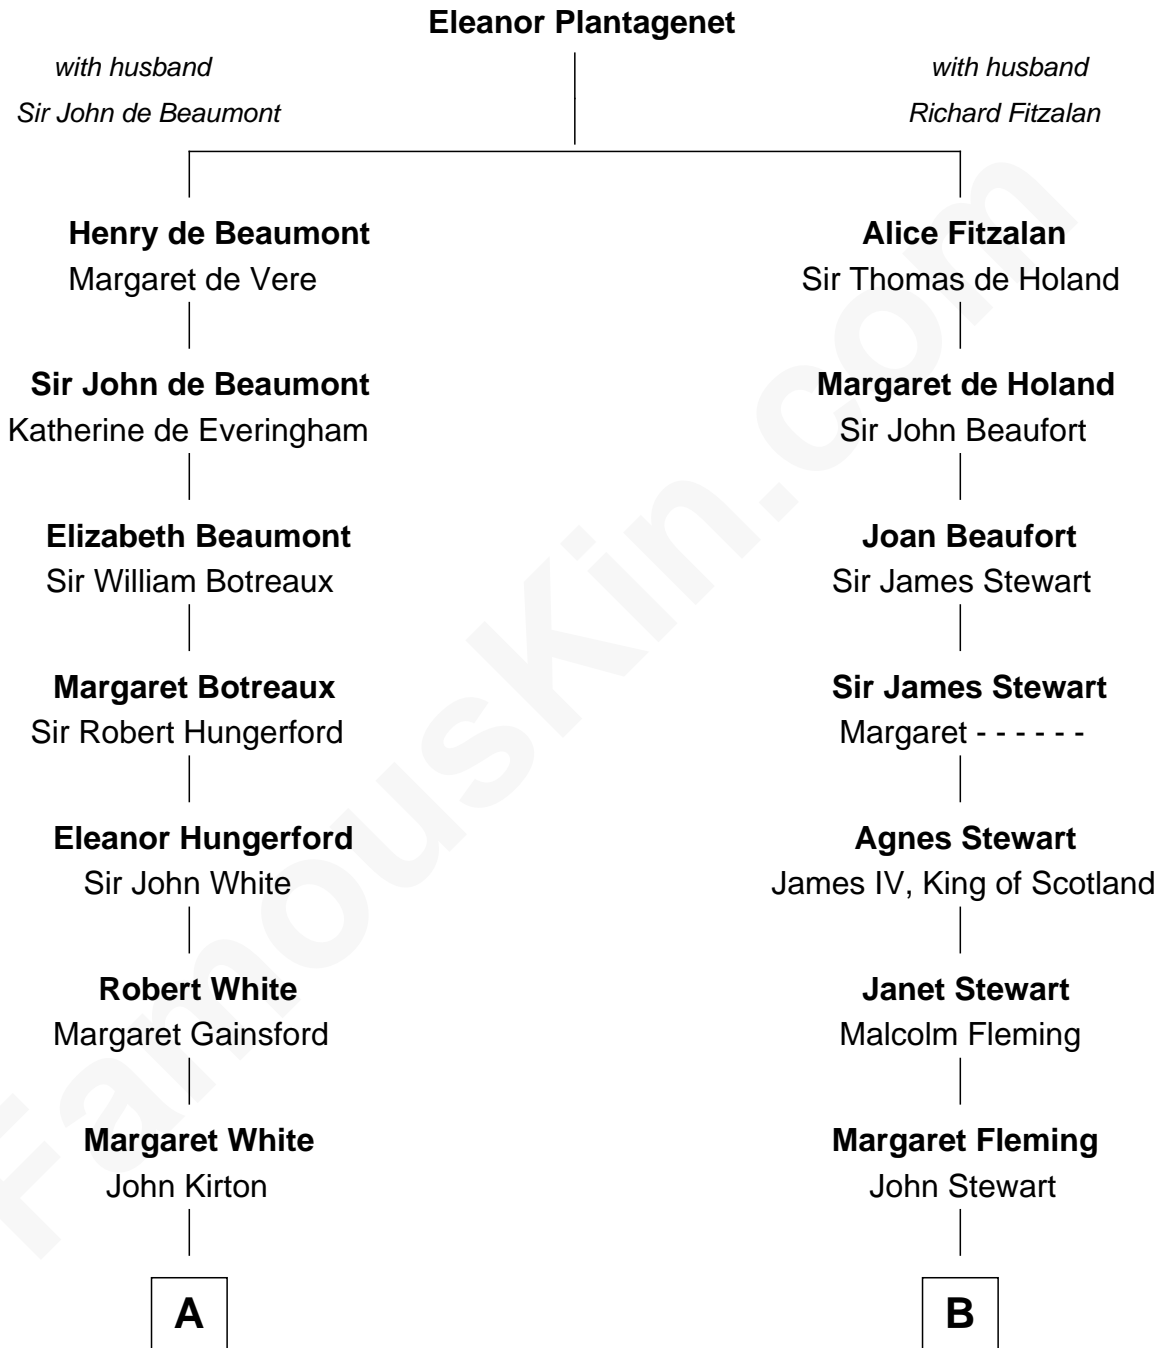 Eleanor Plantagenet
with husband
Sir John de Beaumont
with husband
Richard Fitzalan
Henry de Beaumont
Margaret de Vere
Alice Fitzalan
Sir Thomas de Holand
Sir John de Beaumont
Katherine de Everingham
Margaret de Holand
Sir John Beaufort
Elizabeth Beaumont
Sir William Botreaux
Joan Beaufort
Sir James Stewart
Margaret Botreaux
Sir Robert Hungerford
Sir James Stewart
Margaret - - - - - -
Eleanor Hungerford
Sir John White
Agnes Stewart
James IV, King of Scotland
Robert White
Margaret Gainsford
Janet Stewart
Malcolm Fleming
Margaret White
John Kirton
Margaret Fleming
John Stewart
A
B
FamousKin.com